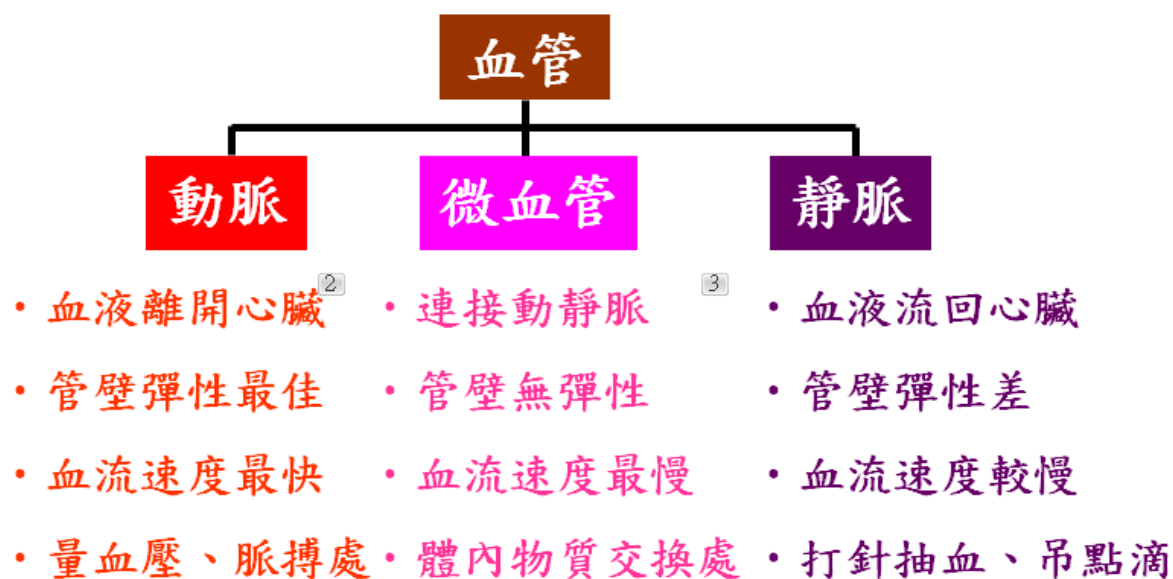 血管
動脈
微血管
靜脈
・血液離開心臟
2
・管壁彈性最佳
・血流速度最快
・量血壓、脈搏處
・連接動靜脈
3
・管壁無彈性
・血流速度最慢
・體內物質交換處
・血液流回心臟
・管壁彈性差
・血流速度較慢
・打針抽血、吊點滴